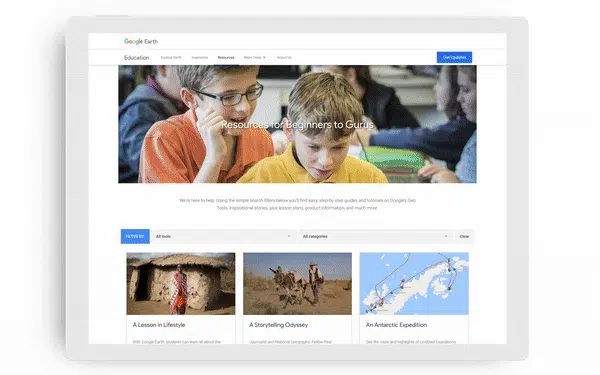 Google Earth
Education Explore Earth Inspiration Resources More Tools About Us Get Updates
Resources for Beginners to Gurus
We're here to help. Using the simple search filters below you'll find easy, step by step guides and tutorials on Google's Geo
Tools, inspirational stories, plus lesson plans, product information, and much more.
FILTER BY All tools All categories Clear
A Lesson in Lifestyle A Storytelling Odyssey An Antarctic Expedition
With Google Earth students can learn all about the
Journalist and National Geographic Fellow Paul
See the route and highlights of Lindblad Expeditions